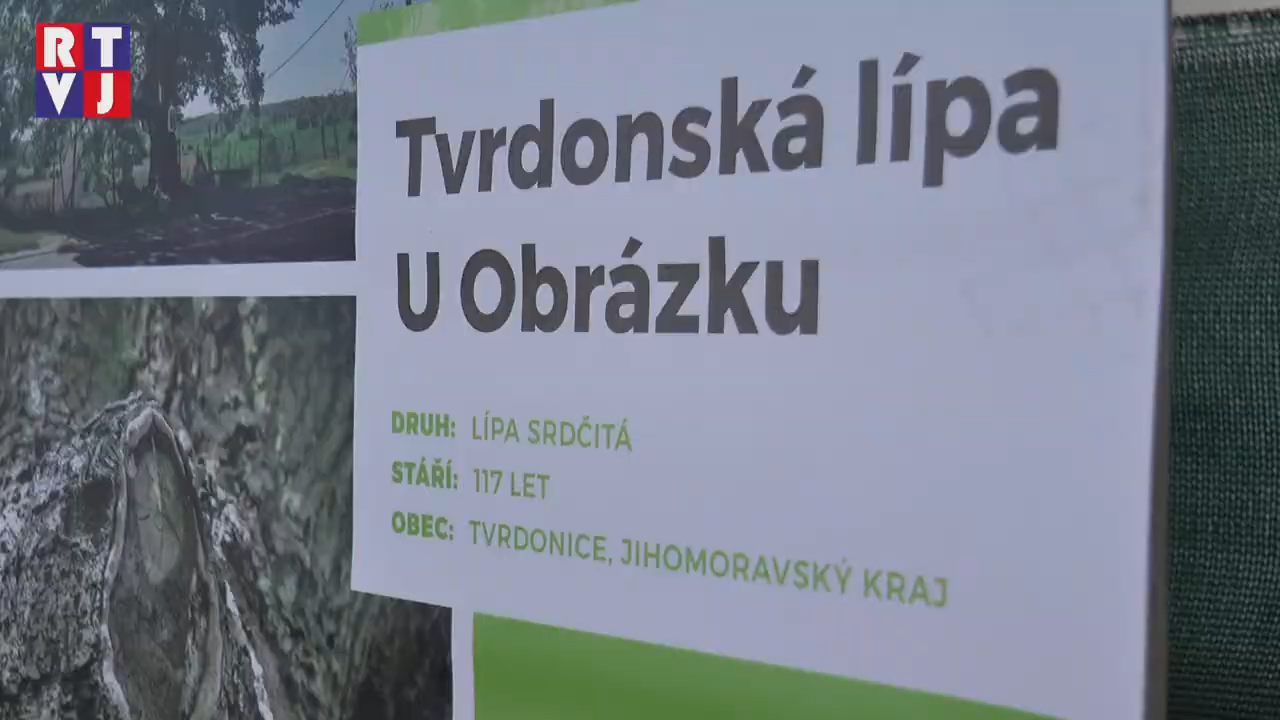 RT
VJ
Tvrdonská lípa
U Obrázku
DRUH: LÍPA SRDČITÁ
STÁŘÍ: 117 LET
OBEC: TVRDONICE, JIHOMORAVSKÝ KRAJ